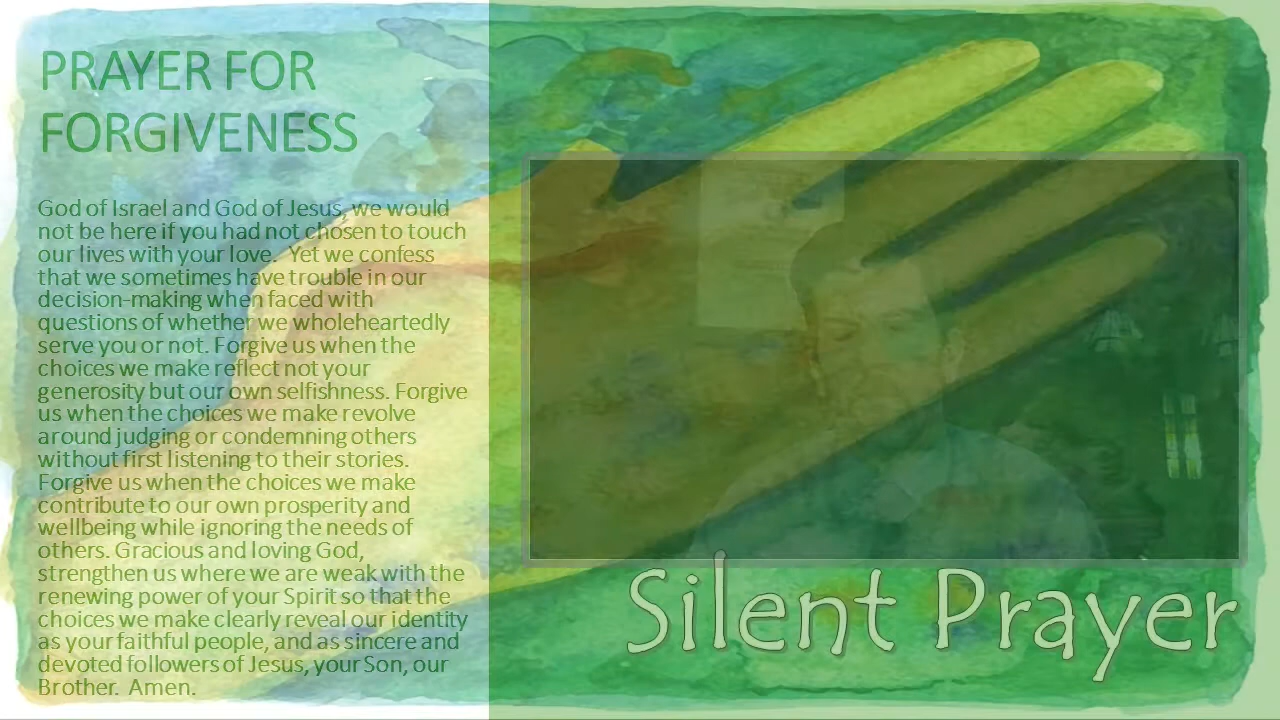 PRAYER FOR
FORGIVENESS
God of Israel and God of Jesus, we would
not be here if you had not chosen to touch
our lives with your love. Yet we confess
that we sometimes have trouble in our
decision-making when faced with
questions of whether we wholeheartedly
serve you or not. Forgive us when the
choices we make reflect not your
generosity but our own selfishness. Forgive
us when the choices we make revolve
around judging or condemning others
without first listening to their stories.
Forgive us when the choices we make
contribute to our own prosperity and
wellbeing while ignoring the needs of
others. Gracious and loving God,
strengthen us where we are weak with the
renewing power of your Spirit so that the
choices we make clearly reveal our identity
as your faithful people, and as sincere and
devoted followers of Jesus, your Son, our
Brother. Amen.
Silent Prayer